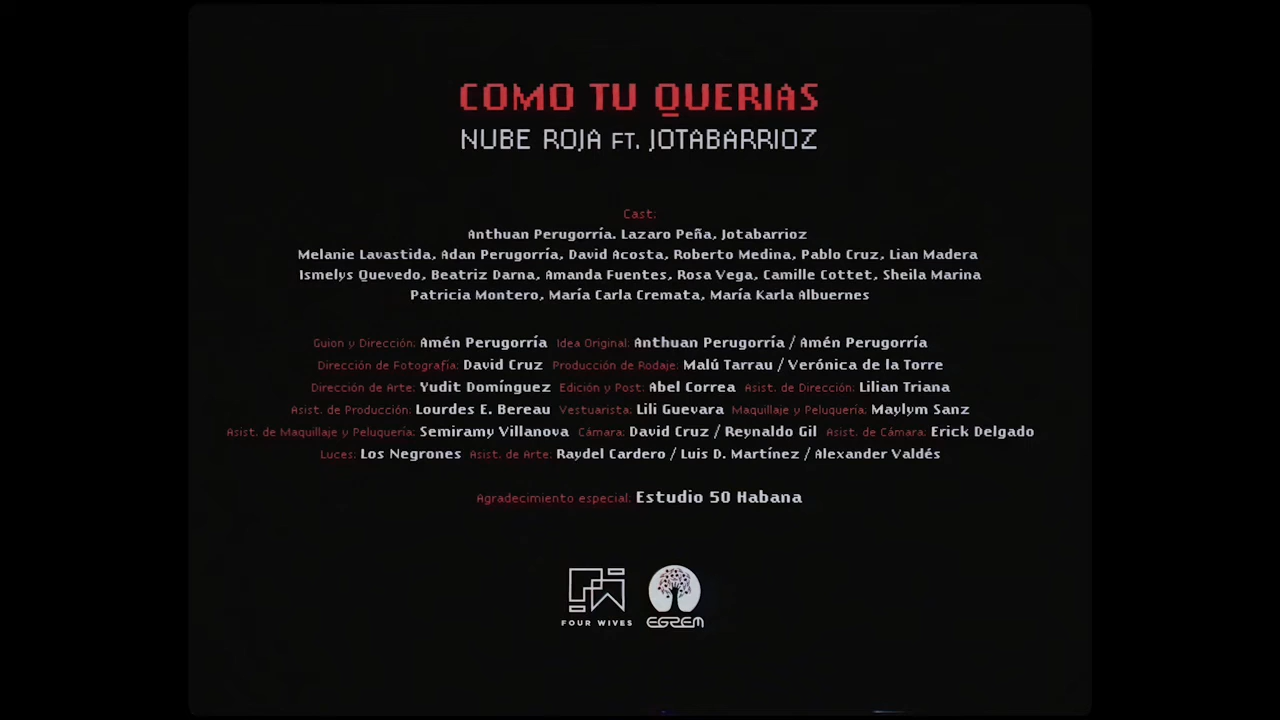 COMO TU QUERIAS
NUBE ROJA FT. JOTABARRIOZ
Cast:
Anthuan Perugorría. Lazaro Peña, Jotabarrioz
Melanie Lavastida, Adan Perugorría, David Acosta, Roberto Medina, Pablo Cruz, Lian Madera
Ismelys Quevedo, Beatriz Darna, Amanda Fuentes, Rosa Vega, Camille Cottet, Sheila Marina
Patricia Montero, María Carla Cremata, María Karla Albuernes
Guion y Dirección: Amén Perugorría Idea Original: Anthuan Perugorría / Amén Perugorría
Dirección de Fotografía: David Cruz Producción de Rodaje: Malú Tarrau / Verónica de la Torre
Dirección de Arte: Yudit Domínguez Edición y Post: Abel Correa Asist. de Dirección: Lilian Triana
Asist. de Producción: Lourdes E. Bereau Vestuarista: Lili Guevara Maquillaje y Peluquería: Maylym Sanz
Asist. de Maquillaje y Peluquería: Semiramy Villanova Cámara: David Cruz / Reynaldo Gil Asist. de Cámara: Erick Delgado
Luces: Los Negrones Asist. de Arte: Raydel Cardero / Luis D. Martínez / Alexander Valdés
Agradecimiento especial: Estudio 50 Habana
FOUR WIVES EGREM